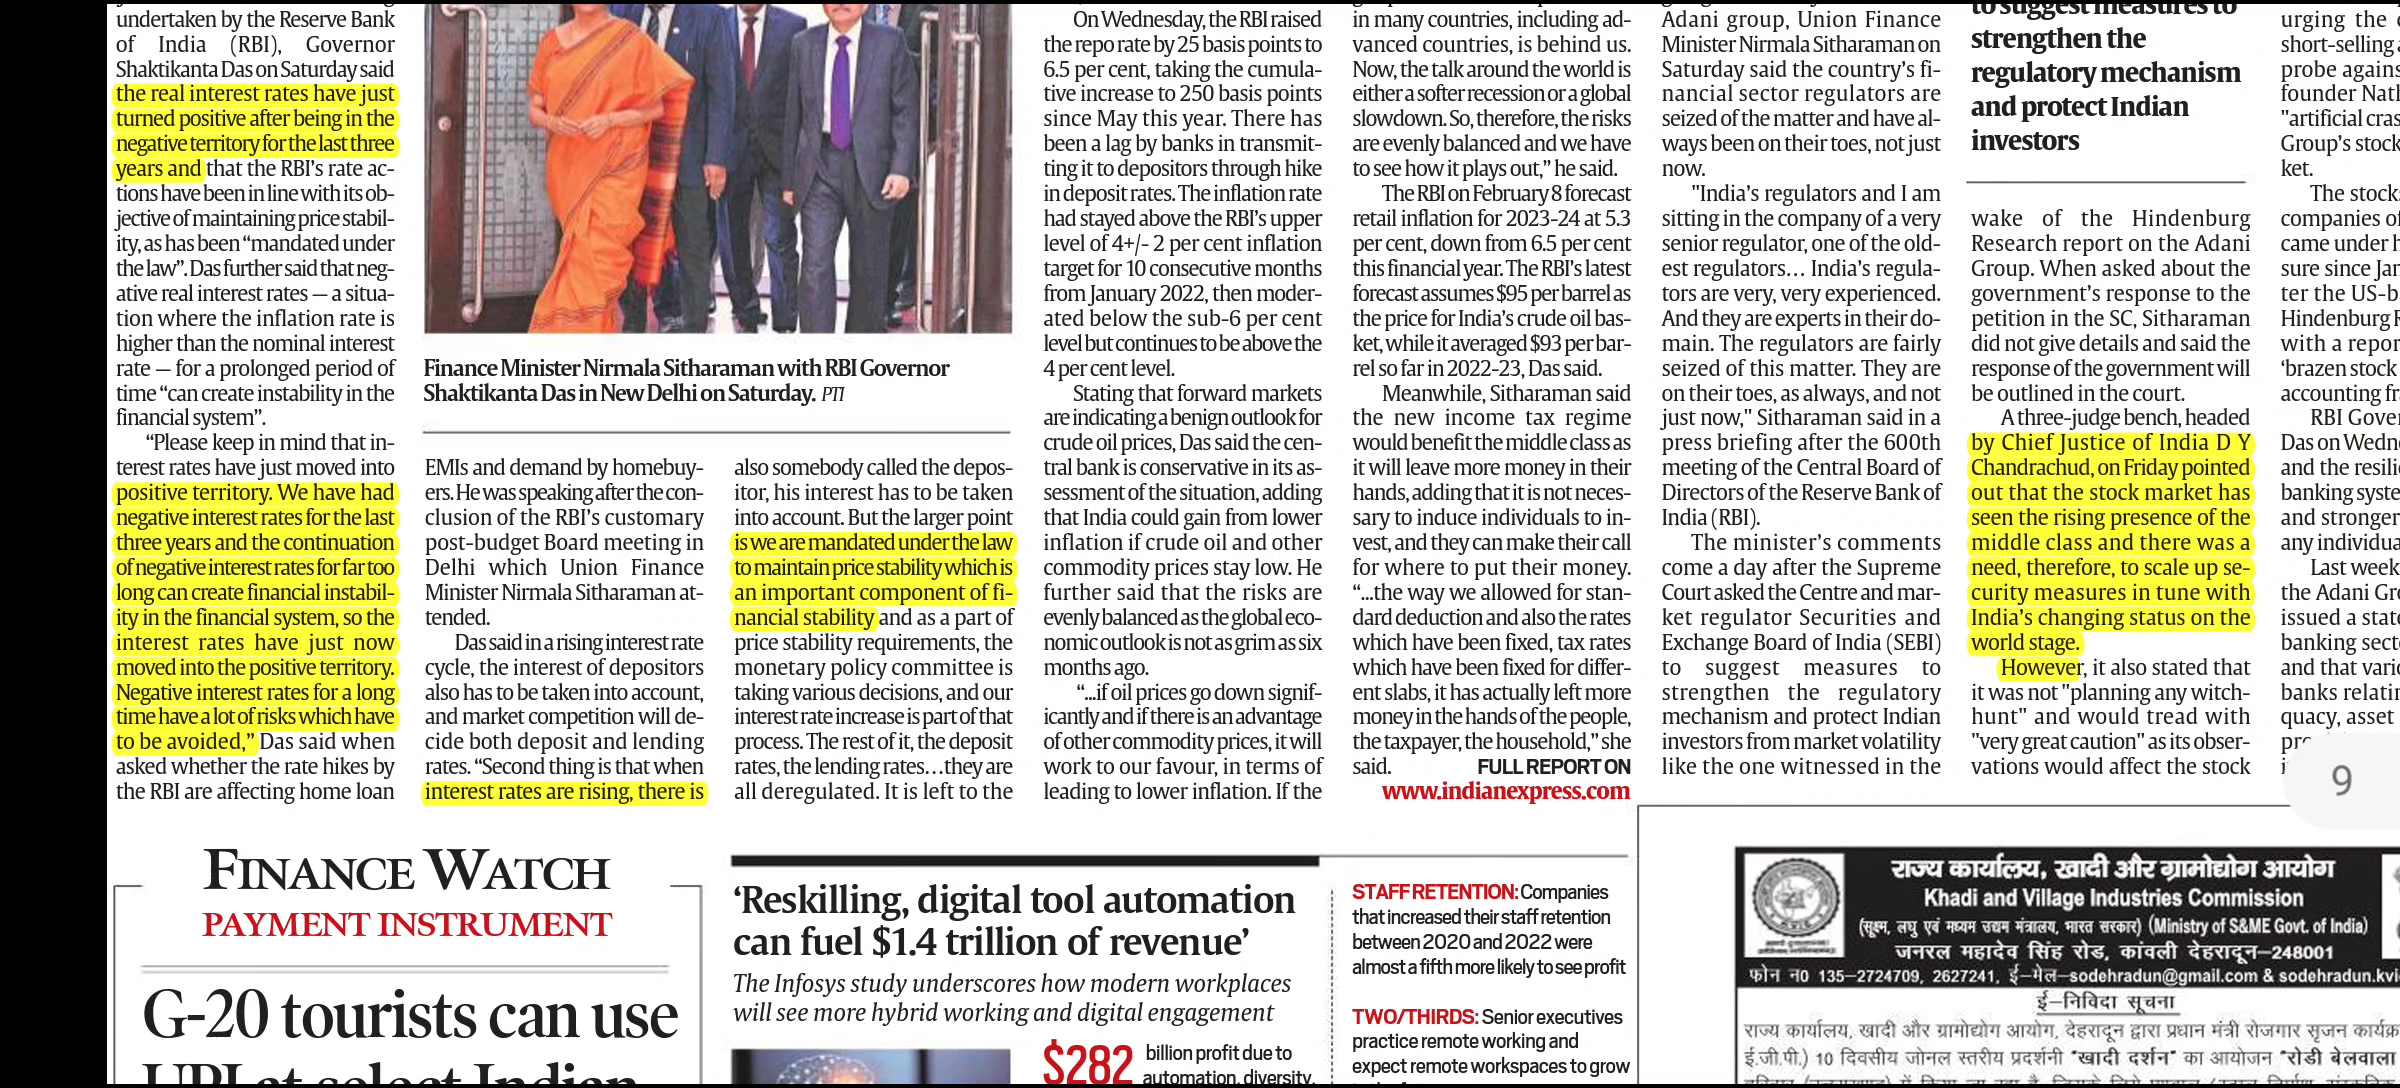 undertaken by the Reserve Bank
of India (RBI), Governor
Shaktikanta Das on Saturday said
the real interest rates have just
turned positive after being in the
negative territory for the last three
years and that the RBI's rate ac-
tions have been in line with its ob-
jective of maintaining price stabil-
ity, as has been “mandated under
the law”. Das further said that neg-
ative real interest rates — a situa-
tion where the inflation rate is
higher than the nominal interest
rate — for a prolonged period of
time “can create instability in the
financial system”.
“Please keep in mind that in-
terest rates have just moved into
positive territory. We have had
negative interest rates for the last
three years and the continuation
of negative interest rates for far too
long can create financial instabil-
ity in the financial system, so the
interest rates have just now
moved into the positive territory.
Negative interest rates for a long
time have a lot of risks which have
to be avoided,” Das said when
asked whether the rate hikes by
the RBI are affecting home loan
Finance Minister Nirmala Sitharaman with RBI Governor
Shaktikanta Das in New Delhi on Saturday. PTI
EMIs and demand by homebuy-
ers. He was speaking after the con-
clusion of the RBI's customary
post-budget Board meeting in
Delhi which Union Finance
Minister Nirmala Sitharaman at-
tended.
Das said in a rising interest rate
cycle, the interest of depositors
also has to be taken into account,
and market competition will de-
cide both deposit and lending
rates. “Second thing is that when
interest rates are rising, there is
also somebody called the depos-
itor, his interest has to be taken
into account. But the larger point
is we are mandated under the law
to maintain price stability which is
an important component of fi-
nancial stability and as a part of
price stability requirements, the
monetary policy committee is
taking various decisions, and our
interest rate increase is part of that
process. The rest of it, the deposit
rates, the lending rates...they are
all deregulated. It is left to the
On Wednesday, the RBI raised
the repo rate by 25 basis points to
6.5 per cent, taking the cumula-
tive increase to 250 basis points
since May this year. There has
been a lag by banks in transmit-
ting it to depositors through hike
in deposit rates. The inflation rate
had stayed above the RBI's upper
level of 4+/- 2 per cent inflation
target for 10 consecutive months
from January 2022, then moder-
ated below the sub-6 per cent
level but continues to be above the
4 per cent level.
Stating that forward markets
are indicating a benign outlook for
crude oil prices, Das said the cen-
tral bank is conservative in its as-
sessment of the situation, adding
that India could gain from lower
inflation if crude oil and other
commodity prices stay low. He
further said that the risks are
evenly balanced as the global eco-
nomic outlook is not as grim as six
months ago.
“...if oil prices go down signif-
icantly and if there is an advantage
of other commodity prices, it will
work to our favour, in terms of
leading to lower inflation. If the
in many countries, including ad-
vanced countries, is behind us.
Now, the talk around the world is
either a softer recession or a global
slowdown. So, therefore, the risks
are evenly balanced and we have
to see how it plays out,” he said.
The RBI on February 8 forecast
retail inflation for 2023-24 at 5.3
per cent, down from 6.5 per cent
this financial year. The RBI's latest
forecast assumes $95 per barrel as
the price for India's crude oil bas-
ket, while it averaged $93 per bar-
rel so far in 2022-23, Das said.
Meanwhile, Sitharaman said
the new income tax regime
would benefit the middle class as
it will leave more money in their
hands, adding that it is not neces-
sary to induce individuals to in-
vest, and they can make their call
for where to put their money.
“...the way we allowed for stan-
dard deduction and also the rates
which have been fixed, tax rates
which have been fixed for differ-
ent slabs, it has actually left more
money in the hands of the people,
the taxpayer, the household,” she
said. FULL REPORT ON
www.indianexpress.com
Adani group, Union Finance
Minister Nirmala Sitharaman on
Saturday said the country's fi-
nancial sector regulators are
seized of the matter and have al-
ways been on their toes, not just
now.
"India's regulators and I am
sitting in the company of a very
senior regulator, one of the old-
est regulators... India's regula-
tors are very, very experienced.
And they are experts in their do-
main. The regulators are fairly
seized of this matter. They are
on their toes, as always, and not
just now," Sitharaman said in a
press briefing after the 600th
meeting of the Central Board of
Directors of the Reserve Bank of
India (RBI).
The minister's comments
come a day after the Supreme
Court asked the Centre and mar-
ket regulator Securities and
Exchange Board of India (SEBI)
to suggest measures to
strengthen the regulatory
mechanism and protect Indian
investors from market volatility
like the one witnessed in the
to suggest measures to
strengthen the
regulatory mechanism
and protect Indian
investors
wake of the Hindenburg
Research report on the Adani
Group. When asked about the
government's response to the
petition in the SC, Sitharaman
did not give details and said the
response of the government will
be outlined in the court.
A three-judge bench, headed
by Chief Justice of India D Y
Chandrachud, on Friday pointed
out that the stock market has
seen the rising presence of the
middle class and there was a
need, therefore, to scale up se-
curity measures in tune with
India's changing status on the
world stage.
However, it also stated that
it was not "planning any witch-
hunt" and would tread with
"very great caution" as its obser-
vations would affect the stock
urging the
short-selling
probe agains
founder Nath
"artificial cras
Group's stock
ket.
The stock
companies of
came under h
sure since Jan
ter the US-b
Hindenburg R
with a repor
‘brazen stock
accounting fr
RBI Gover
Das on Wedn
and the resili
banking syste
and stronger
any individua
Last week
the Adani Gro
issued a state
banking secto
and that vario
banks relatin
quacy, asset
9
FINANCE WATCH
PAYMENT INSTRUMENT
G-20 tourists can use
UPI at select Indian
‘Reskilling, digital tool automation
can fuel $1.4 trillion of revenue’
The Infosys study underscores how modern workplaces
will see more hybrid working and digital engagement
$282 billion profit due to
automation, diversity,
STAFF RETENTION: Companies
that increased their staff retention
between 2020 and 2022 were
almost a fifth more likely to see profit
TWO/THIRDS: Senior executives
practice remote working and
expect remote workspaces to grow
राज्य कार्यालय, खादी और ग्रामोद्योग आयोग
Khadi and Village Industries Commission
(सूक्ष्म, लघु एवं मध्यम उद्यम मंत्रालय, भारत सरकार) (Ministry of S&ME Govt. of India)
जनरल महादेव सिंह रोड, कांवली देहरादून–248001
फोन न0 135–2724709, 2627241, ई–मेल–sodehradun@gmail.com & sodehradun.kvi
ई–निविदा सूचना
राज्य कार्यालय, खादी और ग्रामोद्योग आयोग, देहरादून द्वारा प्रधान मंत्री रोजगार सृजन कार्यक्र
ई.जी.पी.) 10 दिवसीय जोनल स्तरीय प्रदर्शनी "खादी दर्शन" का आयोजन "रोडी बेलवाला